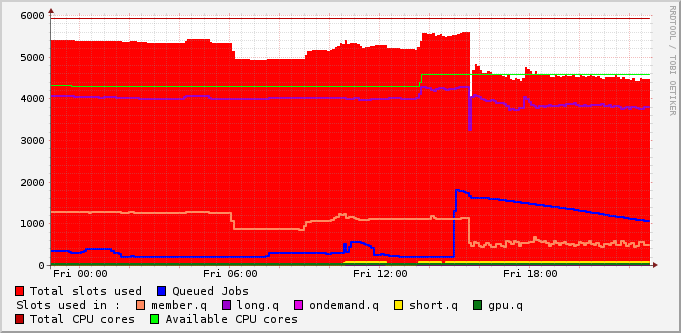 6000
5000
4000
3000
2000
1000
0
Fri 00:00 Fri 06:00 Fri 12:00 Fri 18:00
RRDTOOL / TOBI OETIKER
Total slots used Queued Jobs
Slots used in : member.q long.q ondemand.q short.q gpu.q
Total CPU cores Available CPU cores